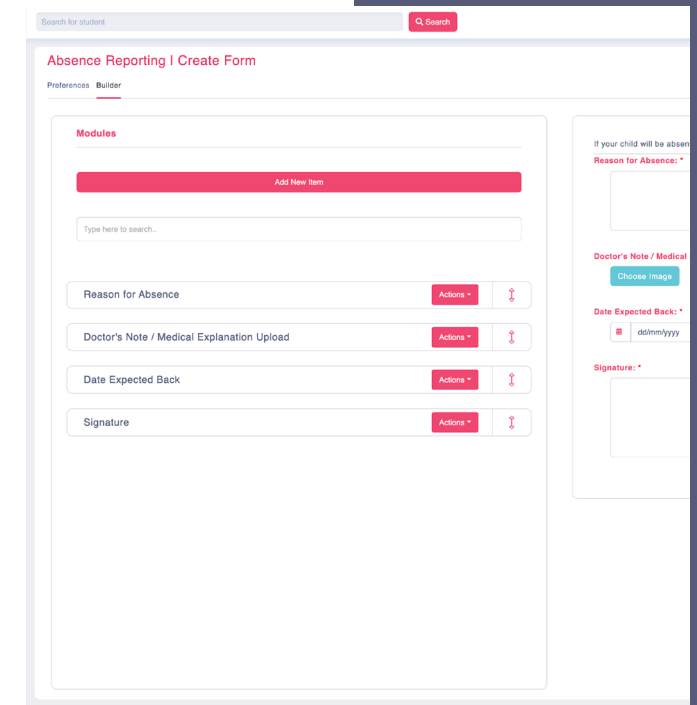 Search for student
Search
Absence Reporting | Create Form
Preferences Builder
Modules
Add New Item
Type here to search..
Reason for Absence
Actions
Doctor's Note / Medical Explanation Upload
Actions
Date Expected Back
Actions
Signature
Actions
If your child will be absen
Reason for Absence: *
Doctor's Note / Medical
Choose image
Date Expected Back: *
dd/mm/yyyy
Signature: *